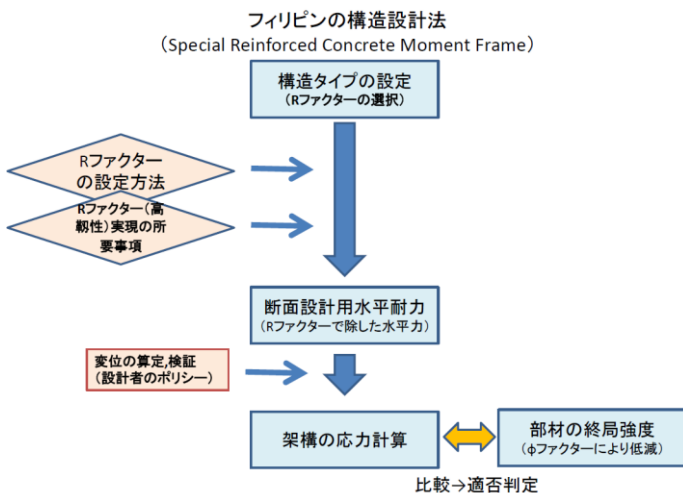 フィリピンの構造設計法
（Special Reinforced Concrete Moment Frame）
構造タイプの設定
（Rファクターの選択）
Rファクター
の設定方法
Rファクター（高
靭性）実現の所
要事項
断面設計用水平耐力
（Rファクターで除した水平力）
変位の算定,検証
（設計者のポリシー）
架構の応力計算
部材の終局強度
（φファクターにより低減）
比較→適否判定